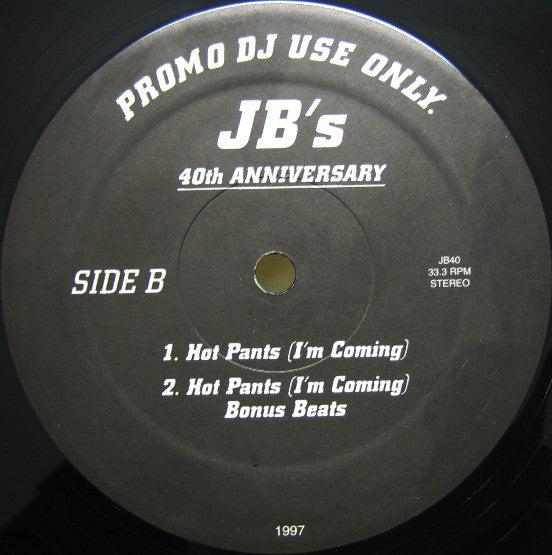 PROMO DJ USE ONLY.
JB's
40th ANNIVERSARY
SIDE B
JB40
33.3 RPM
STEREO
1. Hot Pants (I'm Coming)
2. Hot Pants (I'm Coming)
Bonus Beats
1997